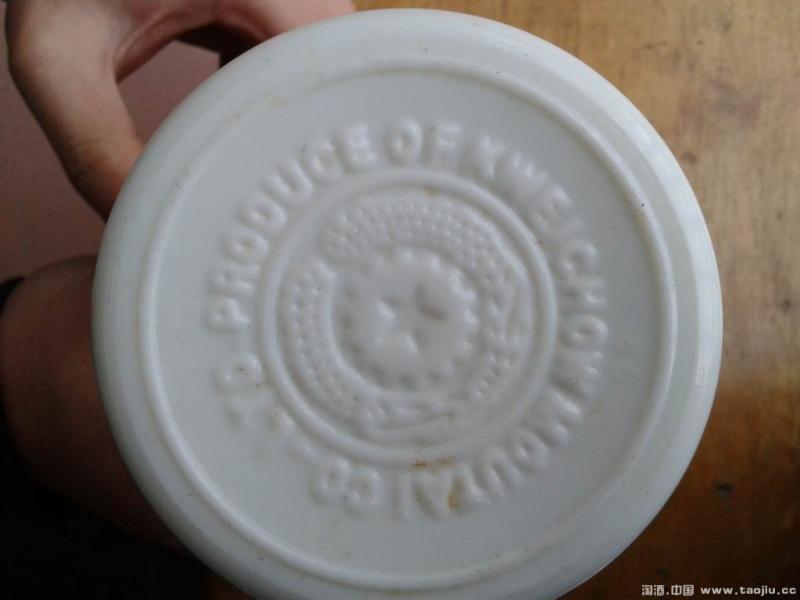 PRODUCE OF KWEICHOW MOUTAI CO-LTD
淘酒.中国 www.taojiu.cc